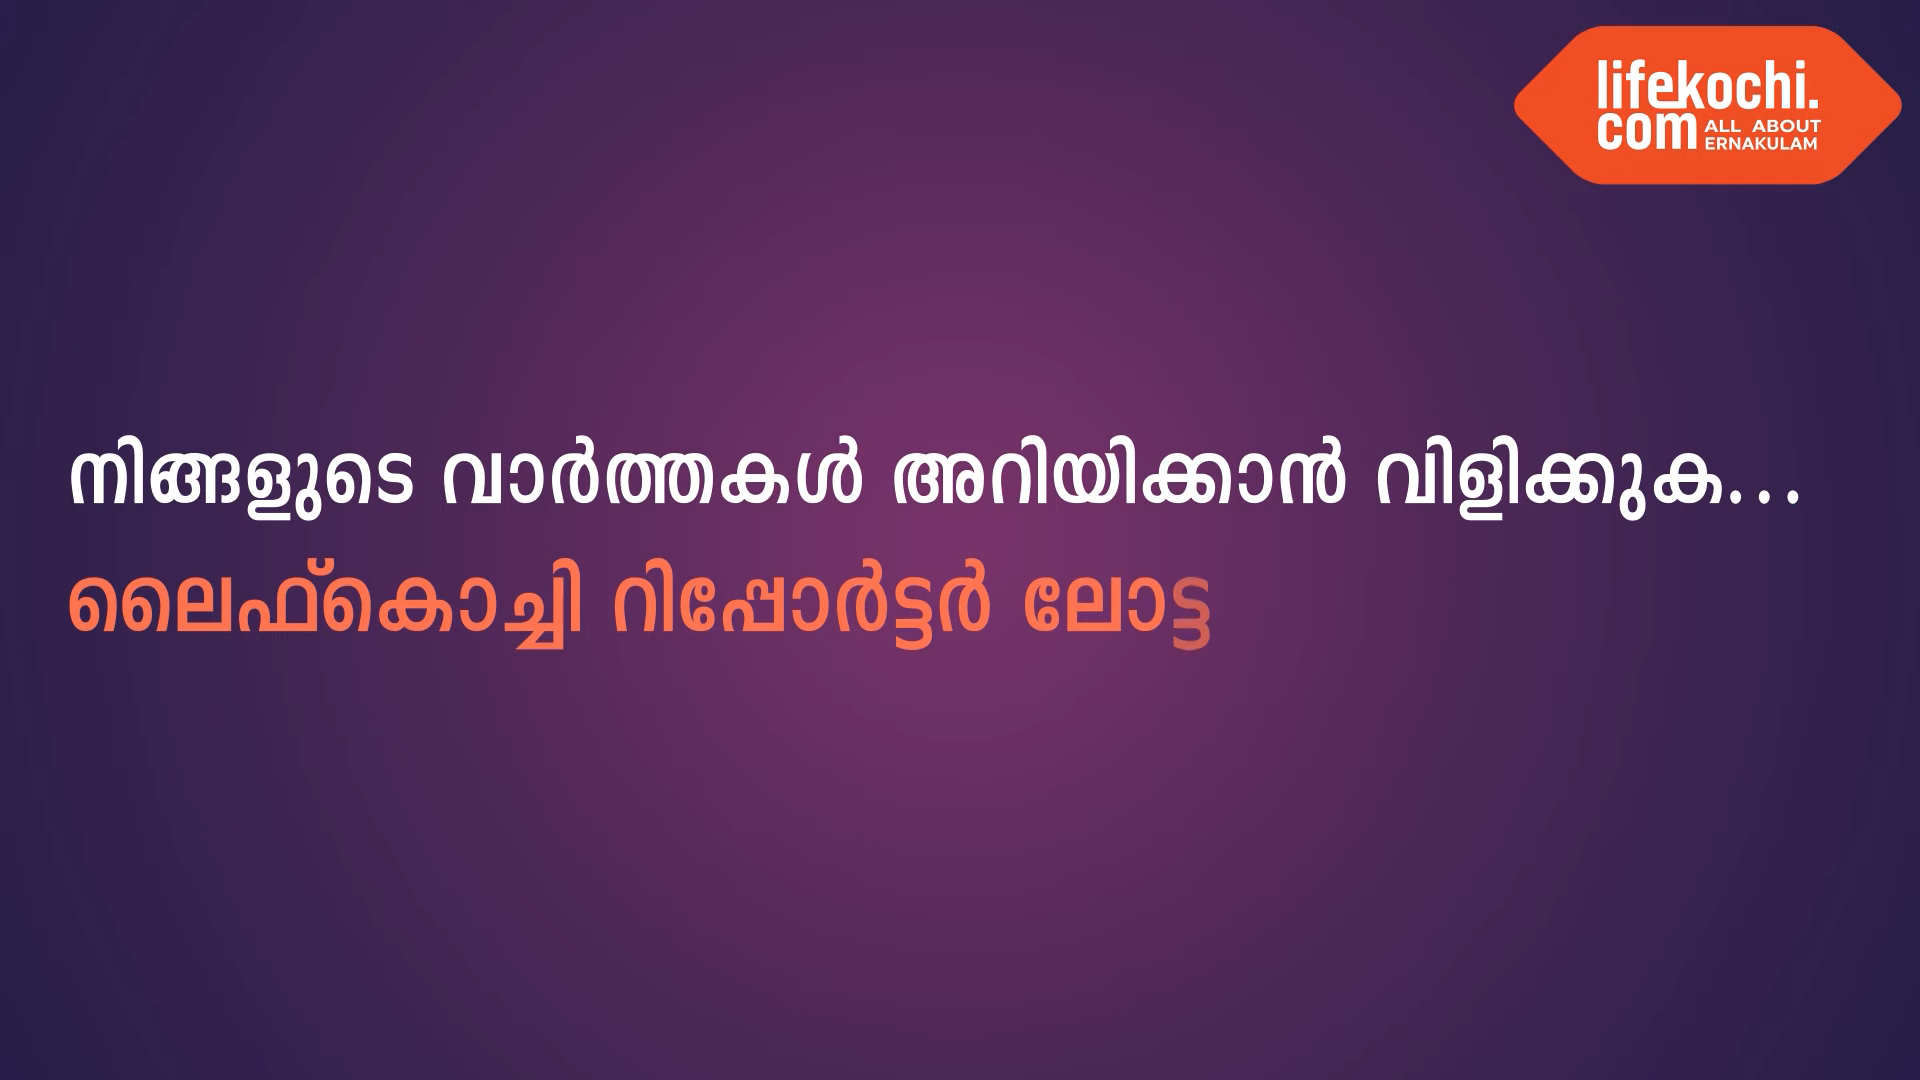 lifekochi.
com ALL ABOUT
ERNAKULAM
നിങ്ങളുടെ വാർത്തകൾ അറിയിക്കാൻ വിളിക്കുക...
ലൈഫ്കൊച്ചി റിപ്പോർട്ടർ ലോട്ട